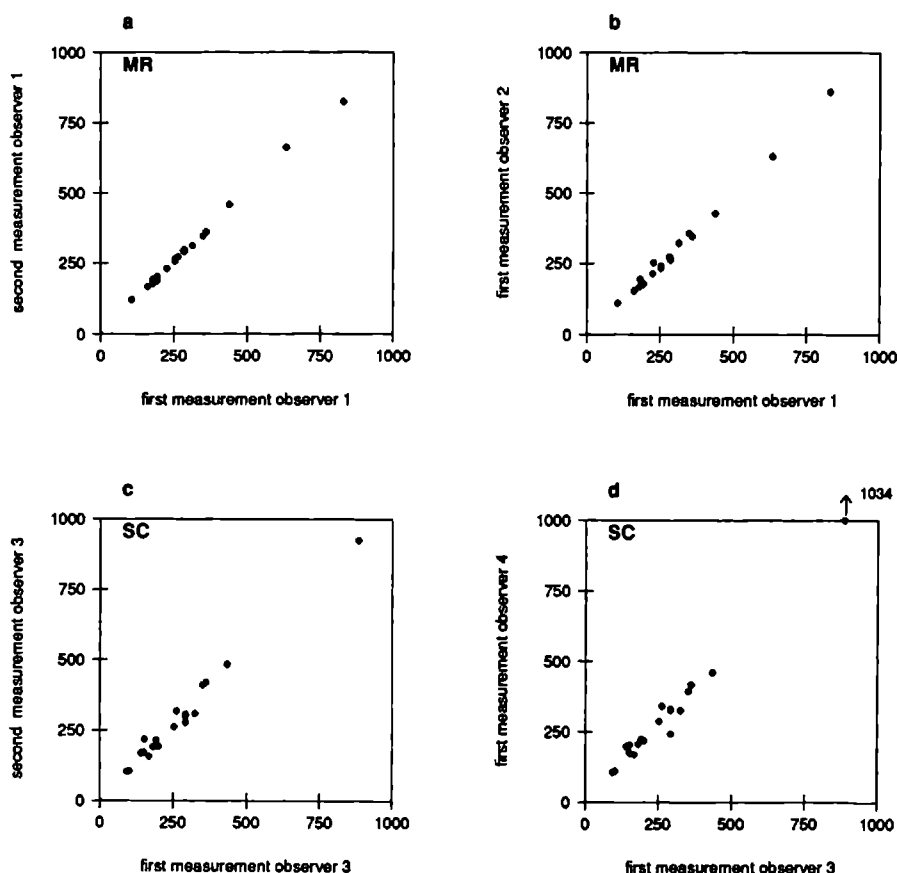 a
MR
second measurement observer 1
1000
750
500
250
0
0 250 500 750 1000
first measurement observer 1
b
MR
first measurement observer 2
1000
750
500
250
0
0 250 500 750 1000
first measurement observer 1
c
SC
second measurement observer 3
1000
750
500
250
0
0 250 500 750 1000
first measurement observer 3
d
1034
SC
first measurement observer 4
1000
750
500
250
0
0 250 500 750 1000
first measurement observer 3